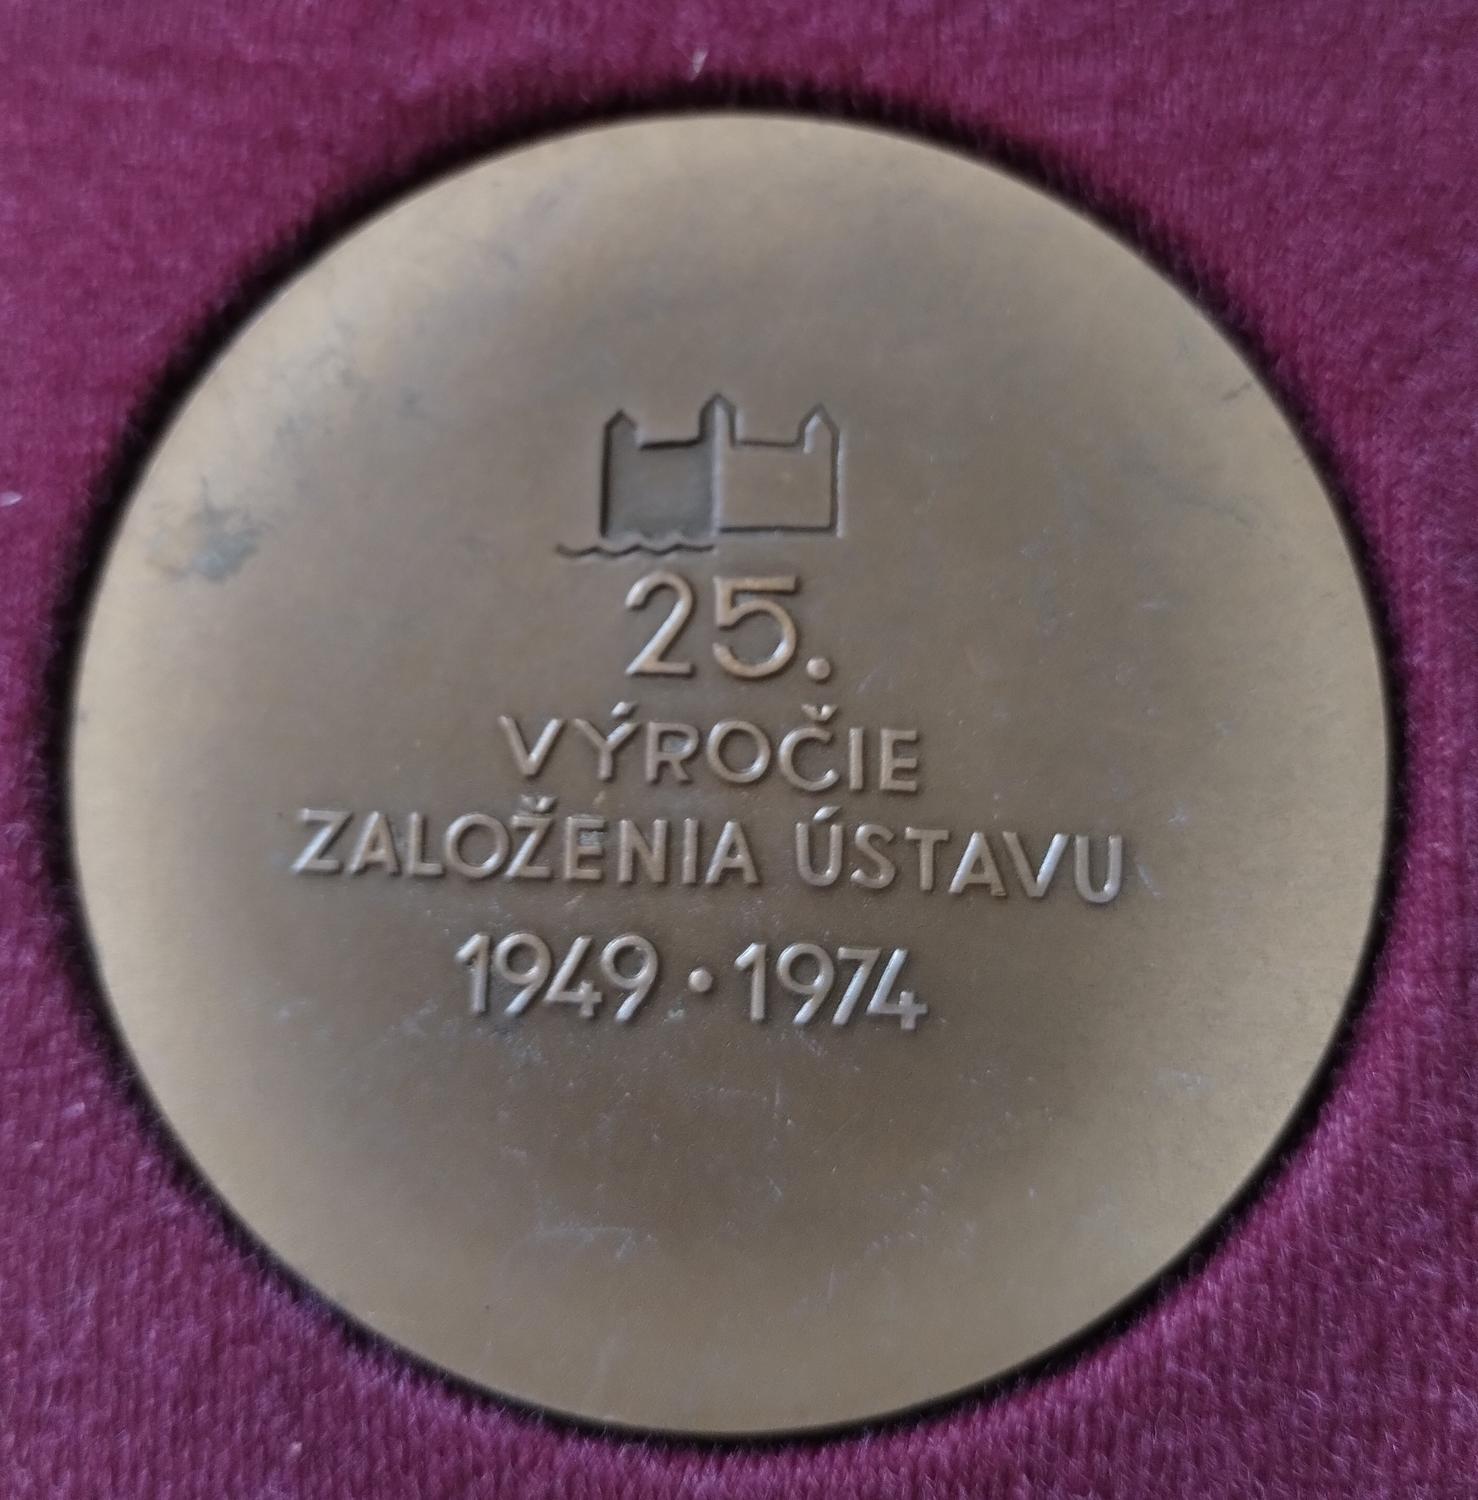 25.
VÝROČIE
ZALOŽENIA ÚSTAVU
1949 · 1974